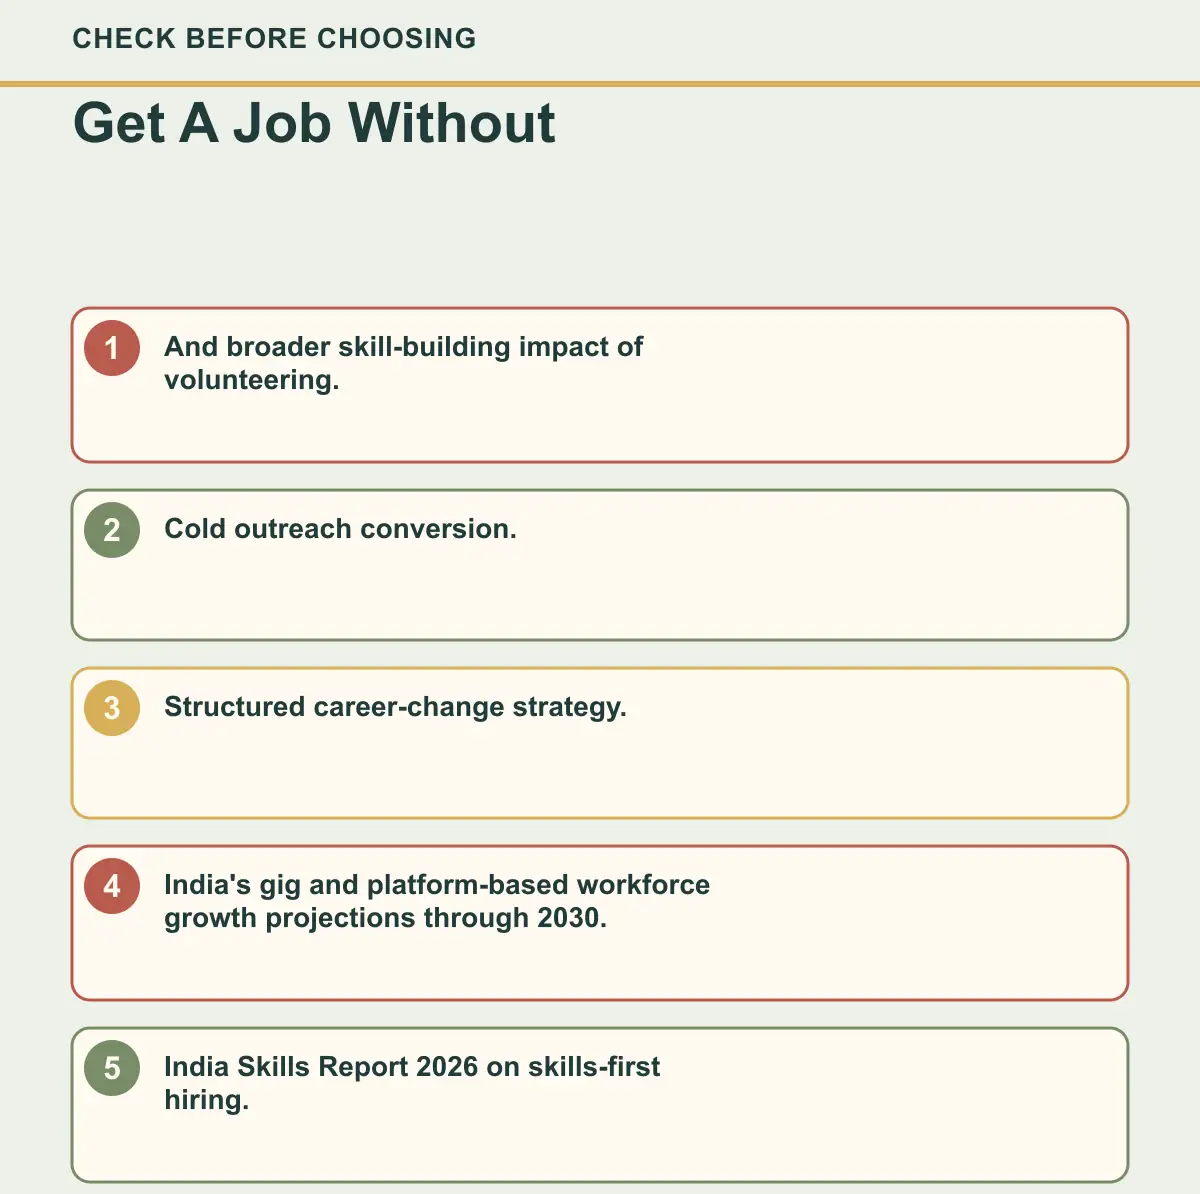 CHECK BEFORE CHOOSING
Get A Job Without
1
And broader skill-building impact of
volunteering.
2
Cold outreach conversion.
3
Structured career-change strategy.
4
India's gig and platform-based workforce
growth projections through 2030.
5
India Skills Report 2026 on skills-first
hiring.